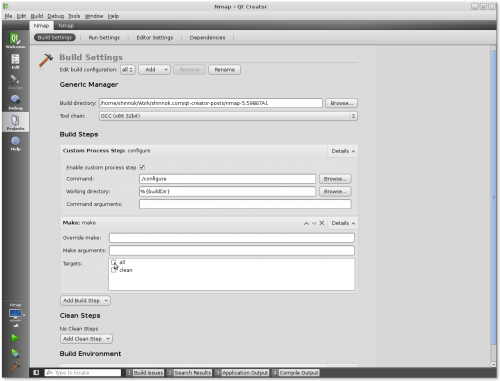 Nmap - Qt Creator
File Edit Build Debug Tools Window Help
Nmap Nmap
Build Settings Run Settings Editor Settings Dependencies
Welcome
Edit
Design
Debug
Projects
Help
Nmap
all
Build Settings
Edit build configuration: all Add Remove Rename
Generic Manager
Build directory: /home/shinnok/Work/shinnok.com/qt-creator-posts/nmap-5.59BETA1 Browse...
Tool chain: GCC (x86 32bit)
Build Steps
Custom Process Step: configure Details
Enable custom process step
Command: ./configure Browse...
Working directory: %{buildDir} Browse...
Command arguments:
Make: make Details
Override make:
Make arguments:
Targets: all
clean
Add Build Step
Clean Steps
No Clean Steps
Add Clean Step
Build Environment
Type to locate 1 Build Issues 2 Search Results 3 Application Output 4 Compile Output